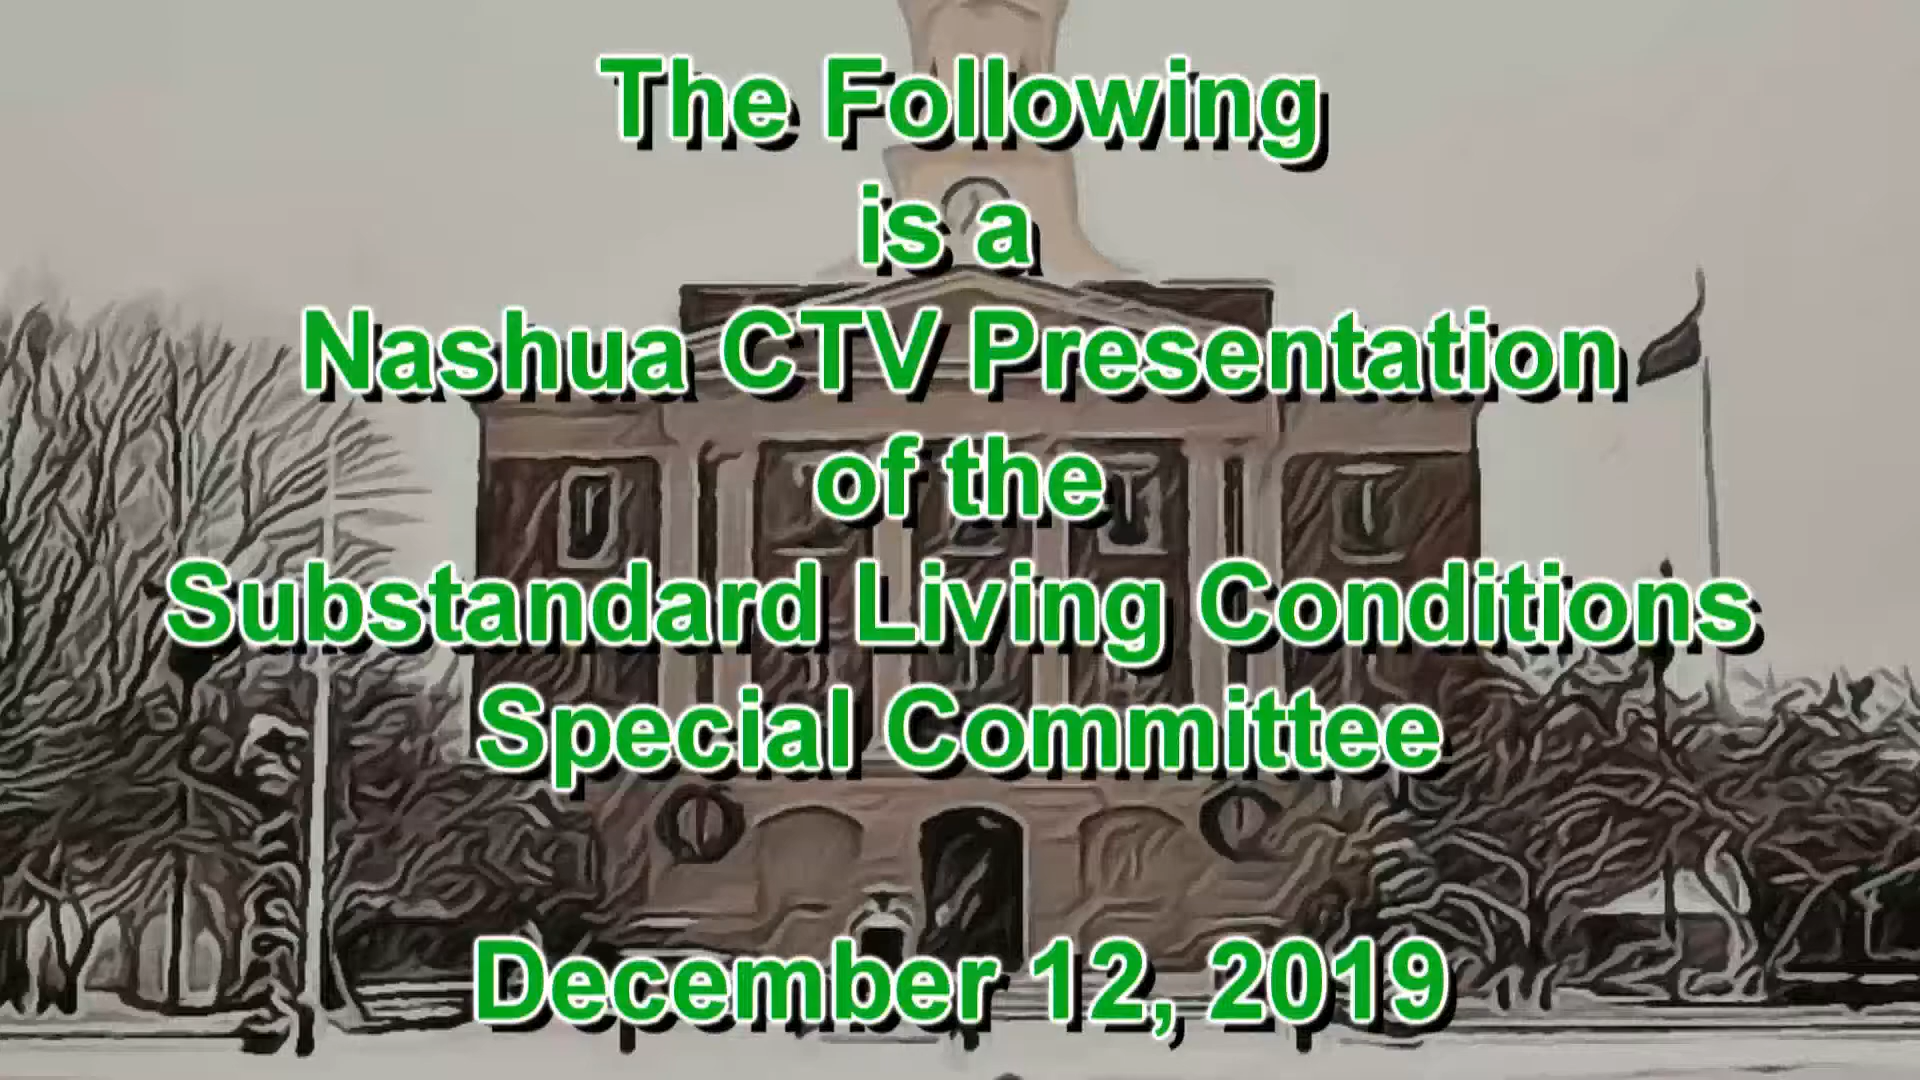 The Following
is a
Nashua CTV Presentation
of the
Substandard Living Conditions
Special Committee
December 12, 2019